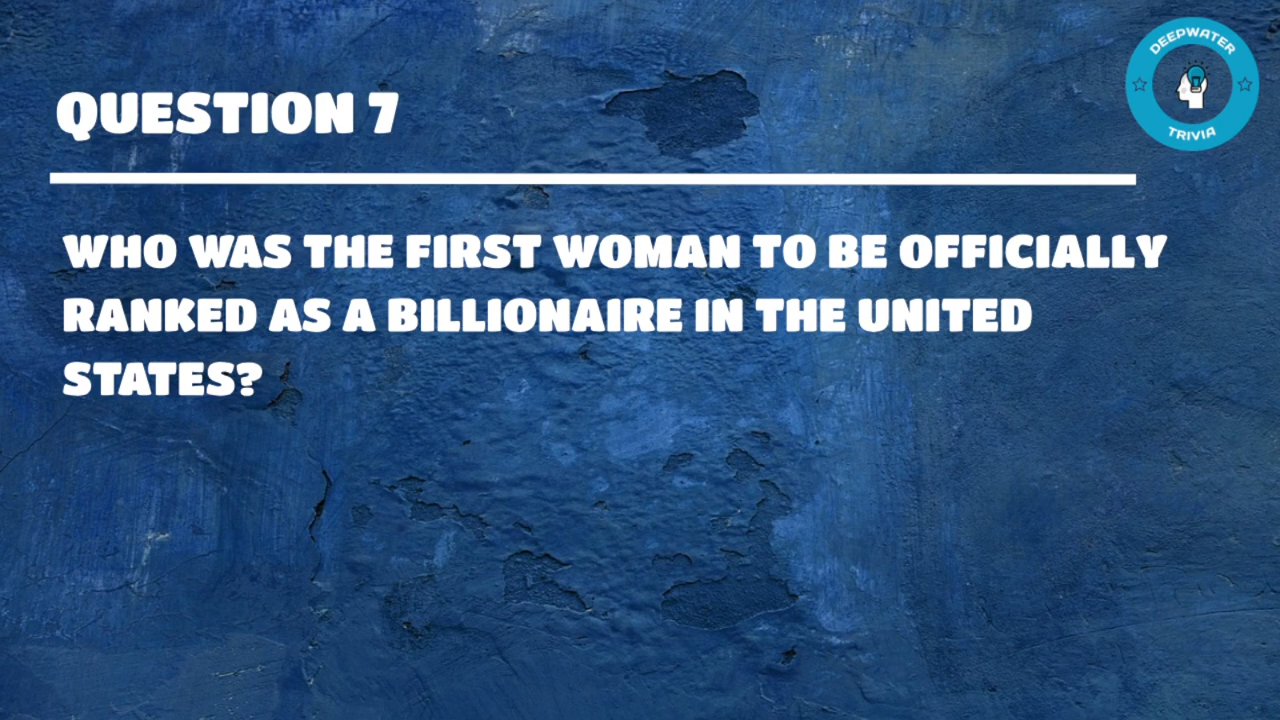 DEEPWATER
TRIVIA
QUESTION 7
WHO WAS THE FIRST WOMAN TO BE OFFICIALLY
RANKED AS A BILLIONAIRE IN THE UNITED
STATES?